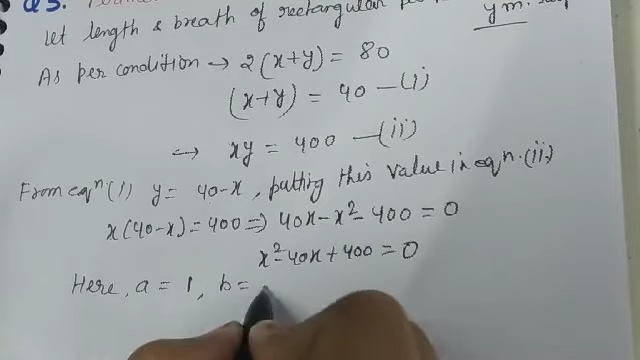 Q5.
Let length & breath of rectangular
y m.
As per condition → 2(x+y) = 80
(x+y) = 40 —(i)
→ xy = 400 —(ii)
From eqⁿ(1) y = 40-x, putting this value in eqⁿ.(ii)
x(40-x) = 400 ⇒ 40x - x² - 400 = 0
x² - 40x + 400 = 0
Here, a = 1, b =